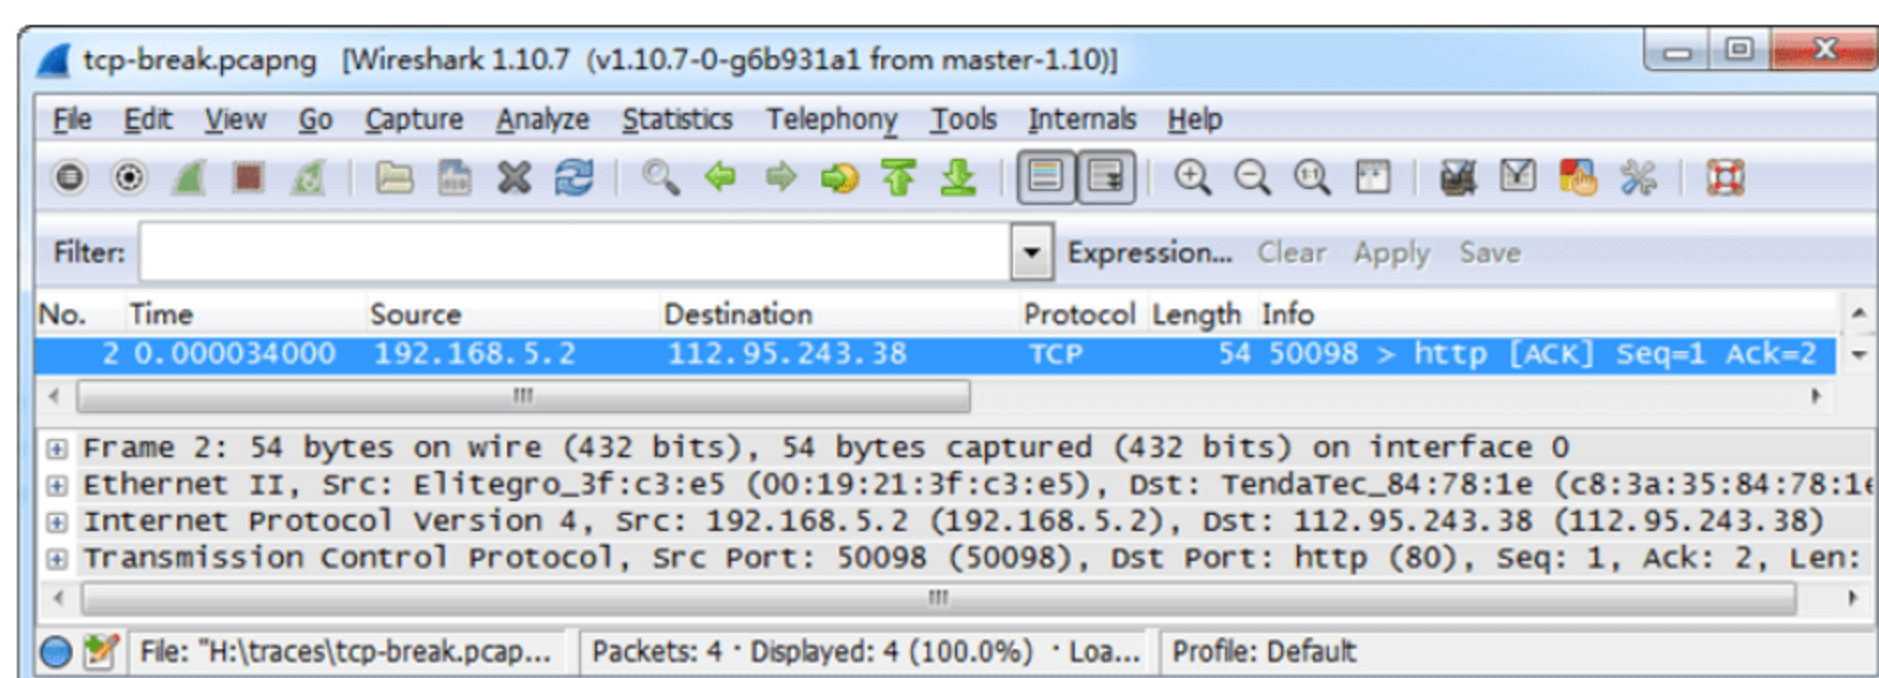 tcp-break.pcapng [Wireshark 1.10.7 (v1.10.7-0-g6b931a1 from master-1.10)]
File Edit View Go Capture Analyze Statistics Telephony Tools Internals Help
Filter: Expression... Clear Apply Save
No. Time Source Destination Protocol Length Info
2 0.000034000 192.168.5.2 112.95.243.38 TCP 54 50098 > http [ACK] Seq=1 Ack=2
Frame 2: 54 bytes on wire (432 bits), 54 bytes captured (432 bits) on interface 0
Ethernet II, Src: Elitegro_3f:c3:e5 (00:19:21:3f:c3:e5), Dst: TendaTec_84:78:1e (c8:3a:35:84:78:1e
Internet Protocol Version 4, Src: 192.168.5.2 (192.168.5.2), Dst: 112.95.243.38 (112.95.243.38)
Transmission Control Protocol, Src Port: 50098 (50098), Dst Port: http (80), Seq: 1, Ack: 2, Len:
File: "H:\traces\tcp-break.pcap... Packets: 4 · Displayed: 4 (100.0%) · Loa... Profile: Default